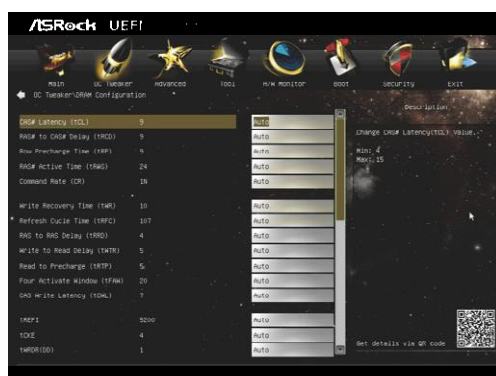 ASRock UEFI
Main OC Tweaker Advanced Tool H/W Monitor Boot Security Exit
OC Tweaker\DRAM Configuration
Description
CAS# Latency (tCL) 9 Auto
Change CAS# Latency(tCL) Value.
RAS# to CAS# Delay (tRCD) 9 Auto
Min: 4
Row Precharge Time (tRP) 9 Auto
Max: 15
RAS# Active Time (tRAS) 24 Auto
Command Rate (CR) 1N Auto
Write Recovery Time (tWR) 10 Auto
Refresh Cycle Time (tRFC) 107 Auto
RAS to RAS Delay (tRRD) 4 Auto
Write to Read Delay (tWTR) 5 Auto
Read to Precharge (tRTP) 5 Auto
Four Activate Window (tFAW) 20 Auto
CAS Write Latency (tCWL) 7 Auto
tREFI 5200 Auto
tCKE 4 Auto
tWRDR(DD) 1 Auto
Get details via QR code